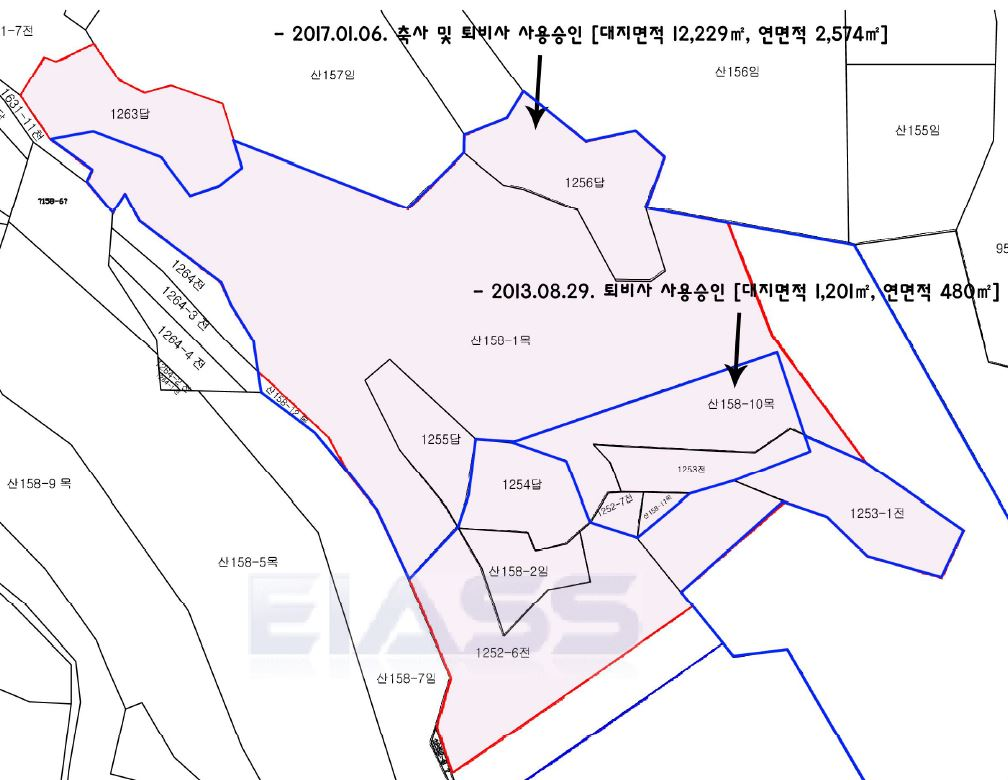 - 2017.01.06. 축사 및 퇴비사 사용승인 [대지면적 12,229㎡, 연면적 2,574㎡]
1-7전
산157임
산156임
1631-11전
1263답
산155임
1256답
?158-6?
95
1264전
- 2013.08.29. 퇴비사 사용승인 [대지면적 1,201㎡, 연면적 480㎡]
1264-3 전
산158-1목
1264-4 전
산158-10목
1255답
1253전
산158-9 목
1254답
1252-7전
1253-1전
산158-5목
산158-2임
EIASS
1252-6전
산158-7임